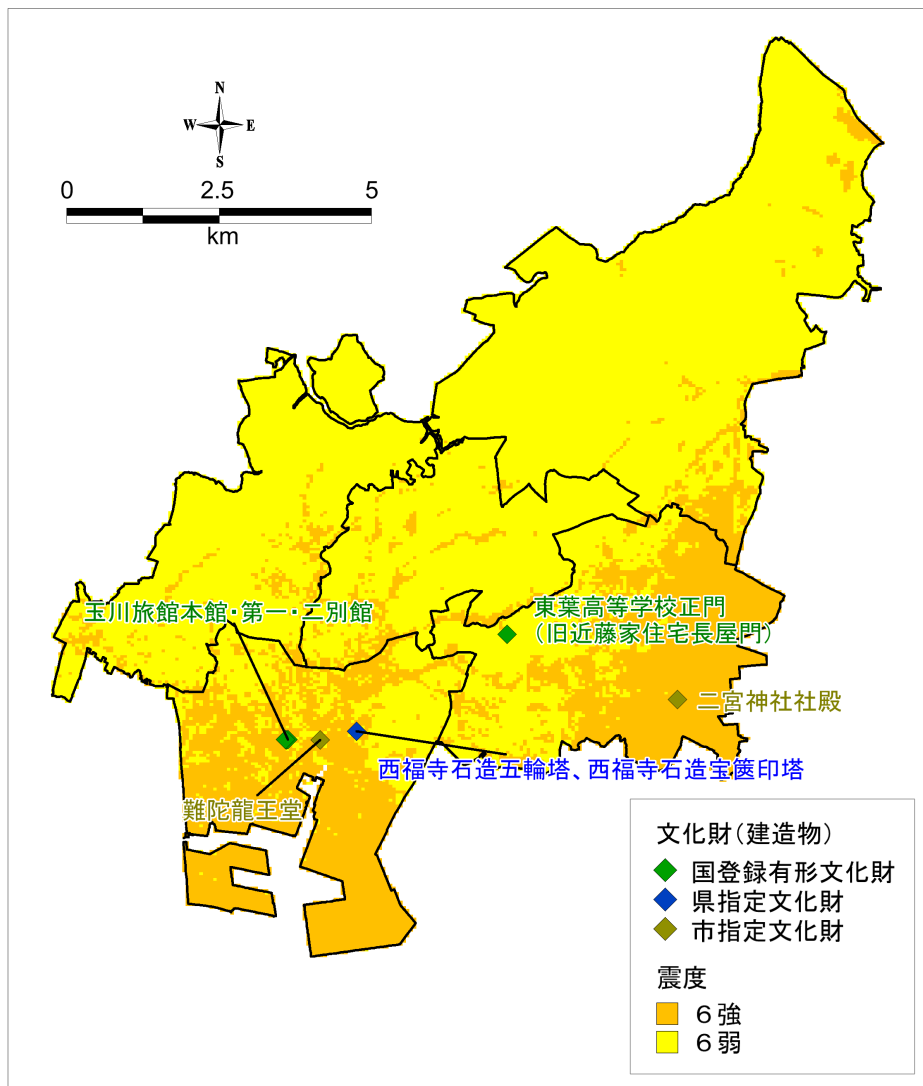 N
W E
S
0 2.5 5
km
玉川旅館本館・第一・二別館
東葉高等学校正門
（旧近藤家住宅長屋門）
二宮神社社殿
西福寺石造五輪塔、西福寺石造宝篋印塔
難陀龍王堂
文化財（建造物）
国登録有形文化財
県指定文化財
市指定文化財
震度
６強
６弱